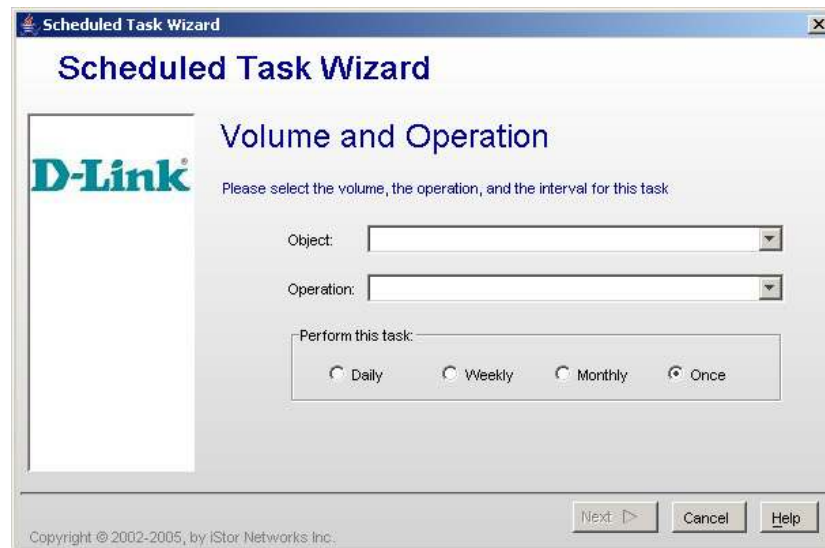 Scheduled Task Wizard
Scheduled Task Wizard
D-Link®
Volume and Operation
Please select the volume, the operation, and the interval for this task
Object:
Operation:
Perform this task:
Daily Weekly Monthly Once
Next Cancel Help
Copyright © 2002-2005, by iStor Networks Inc.